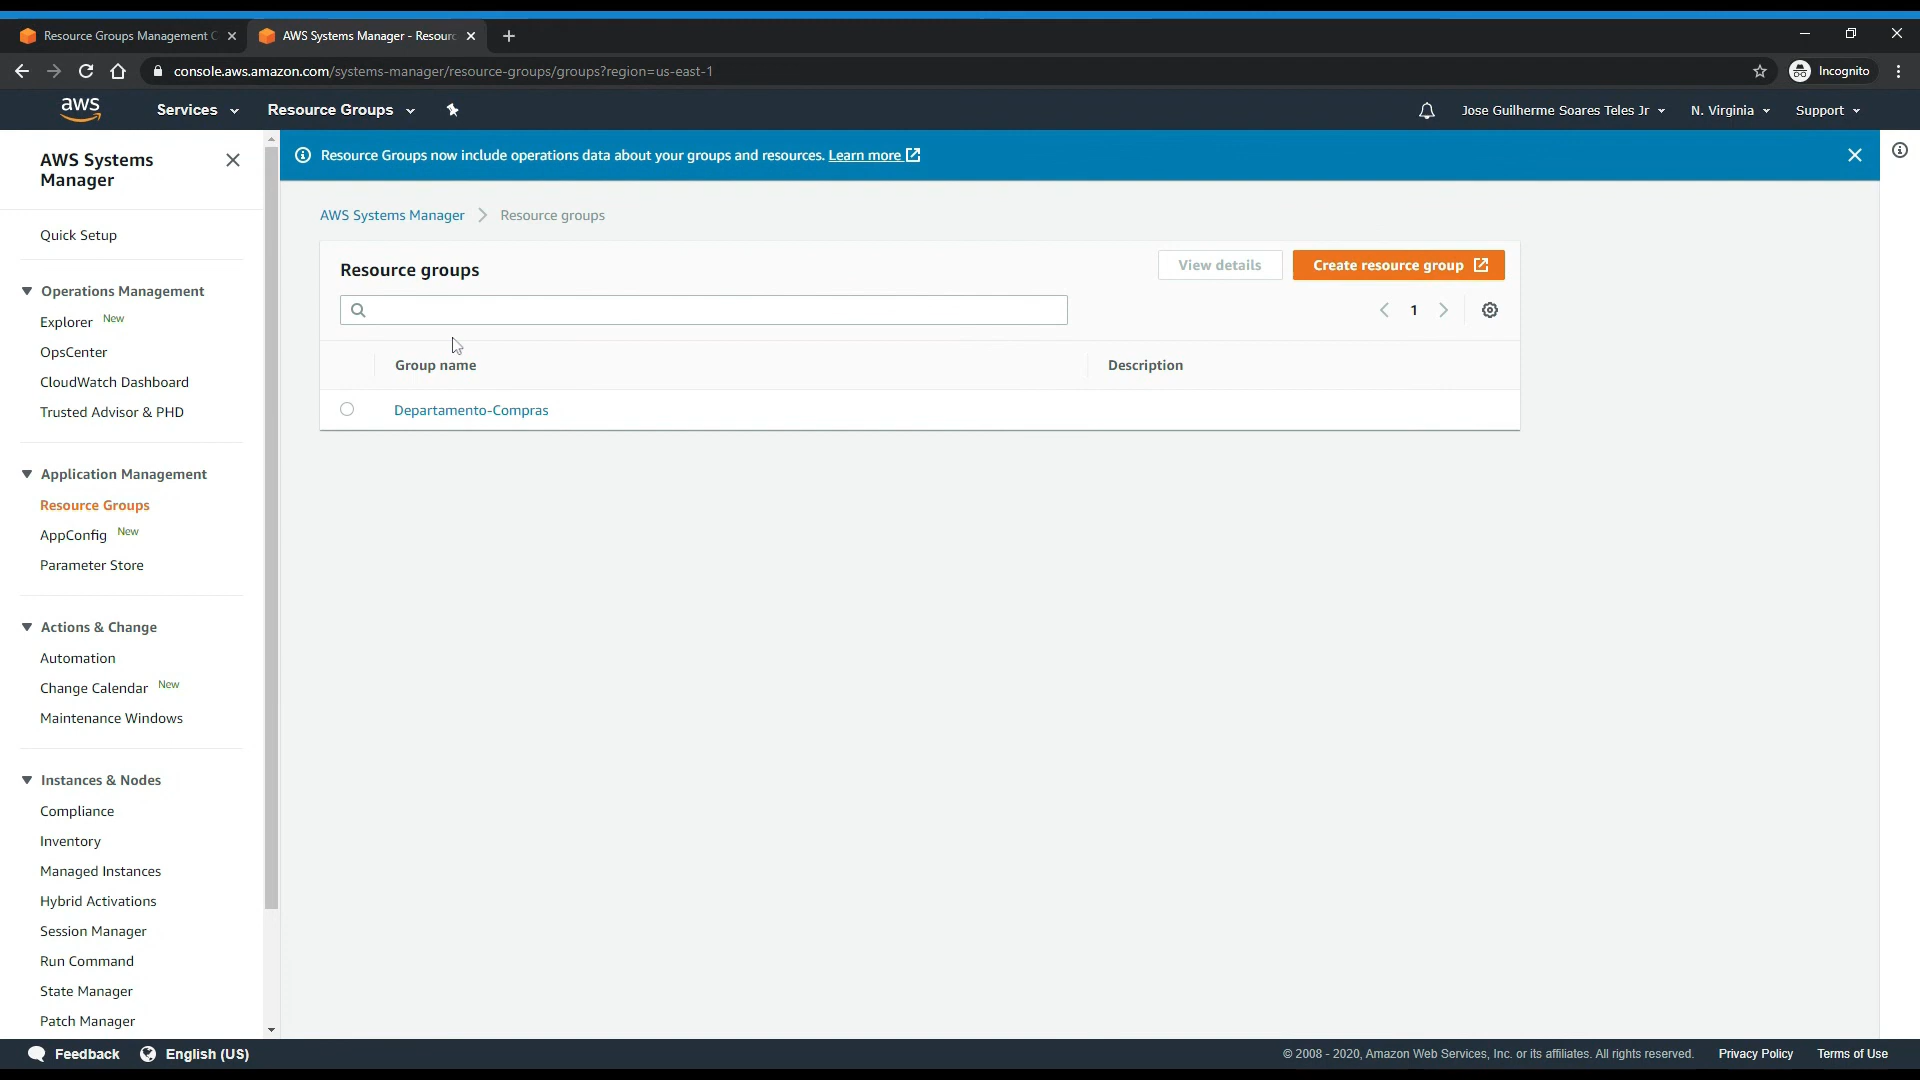 Resource Groups Management C
AWS Systems Manager - Resourc
console.aws.amazon.com/systems-manager/resource-groups/groups?region=us-east-1
Incognito
aws
Services
Resource Groups
Jose Guilherme Soares Teles Jr
N. Virginia
Support
AWS Systems
Manager
Quick Setup
Operations Management
Explorer New
OpsCenter
CloudWatch Dashboard
Trusted Advisor & PHD
Application Management
Resource Groups
AppConfig New
Parameter Store
Actions & Change
Automation
Change Calendar New
Maintenance Windows
Instances & Nodes
Compliance
Inventory
Managed Instances
Hybrid Activations
Session Manager
Run Command
State Manager
Patch Manager
Resource Groups now include operations data about your groups and resources. Learn more
AWS Systems Manager > Resource groups
Resource groups
View details
Create resource group
1
Group name
Description
Departamento-Compras
Feedback
English (US)
© 2008 - 2020, Amazon Web Services, Inc. or its affiliates. All rights reserved.
Privacy Policy
Terms of Use